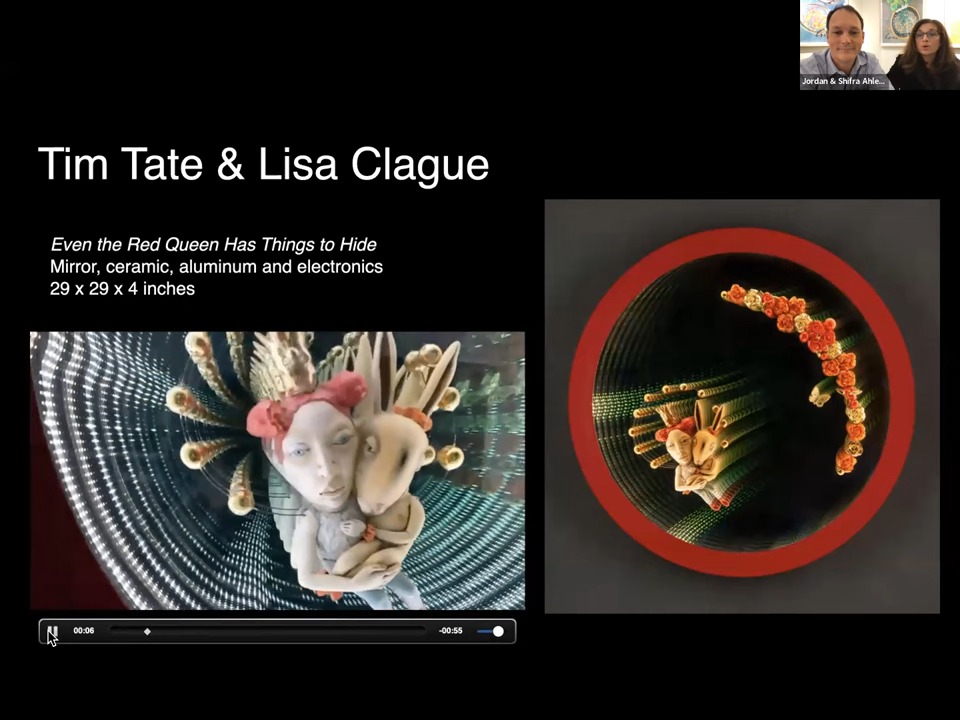 Jordan & Shifra Ahle...
Tim Tate & Lisa Clague
Even the Red Queen Has Things to Hide
Mirror, ceramic, aluminum and electronics
29 x 29 x 4 inches
00:06
-00:55